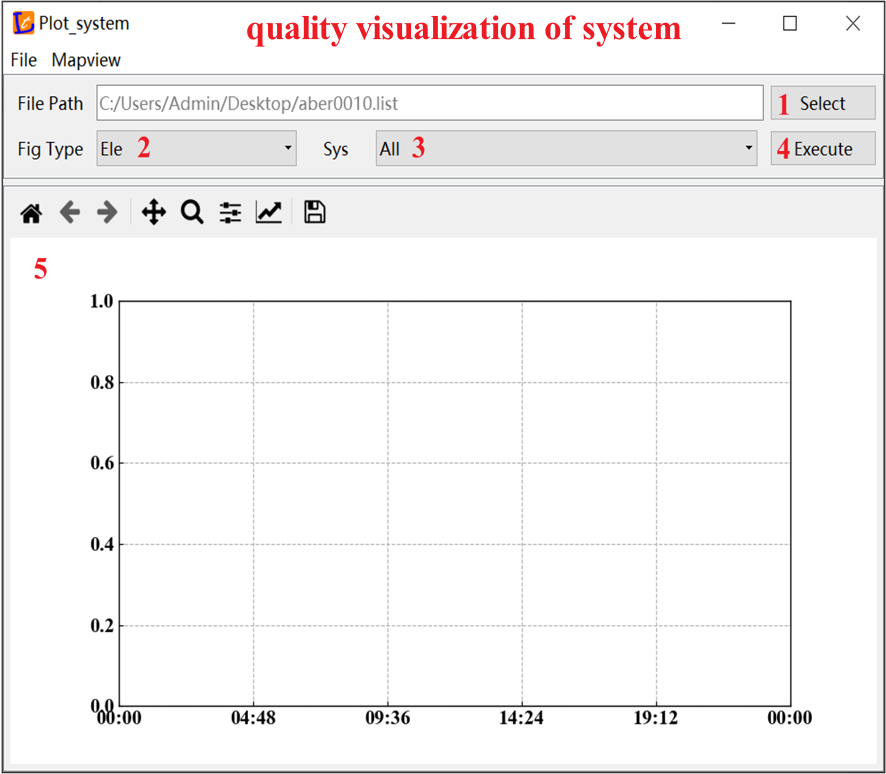 Plot_system
quality visualization of system
File Mapview
File Path C:/Users/Admin/Desktop/aber0010.list 1 Select
Fig Type Ele 2 Sys All 3 4 Execute
5
1.0
0.8
0.6
0.4
0.2
0.0
00:00 04:48 09:36 14:24 19:12 00:00